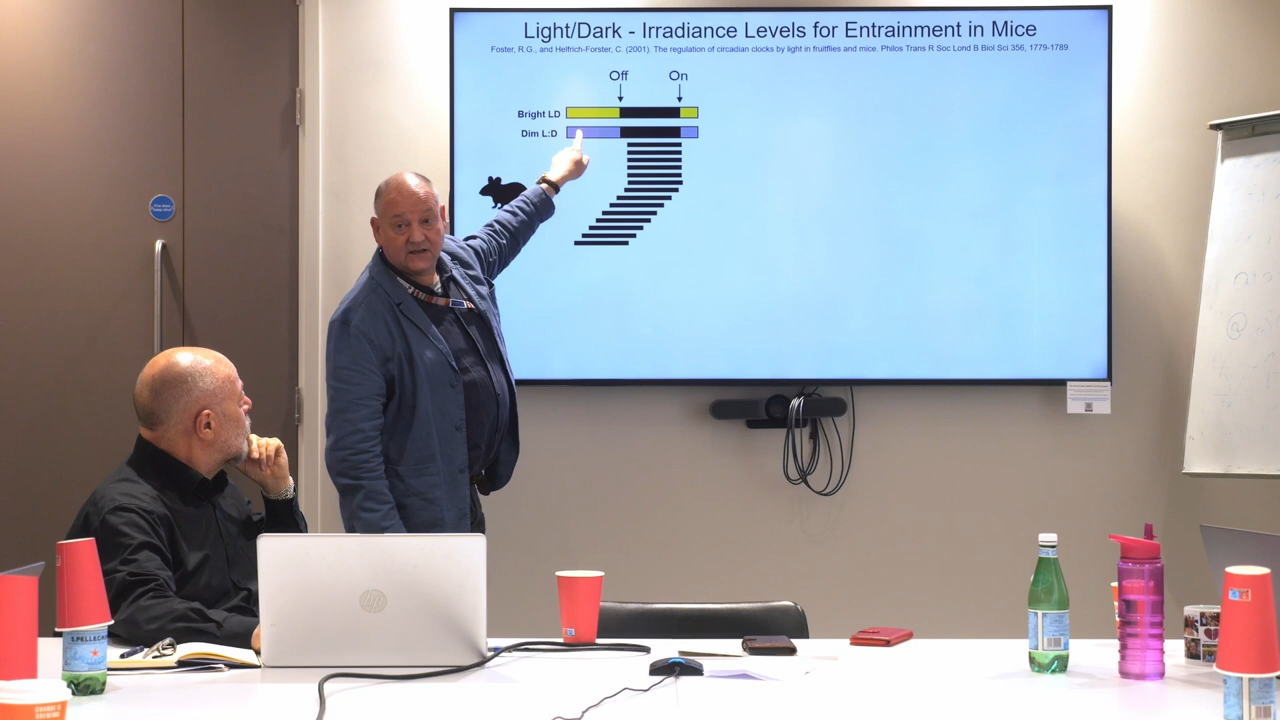 Light/Dark - Irradiance Levels for Entrainment in Mice
Foster, R.G., and Helfrich-Forster, C. (2001). The regulation of circadian clocks by light in fruitflies and mice. Philos Trans R Soc Lond B Biol Sci 356, 1779-1789.
Off On
Bright LD
Dim L:D
hp
S.PELLEGRINO